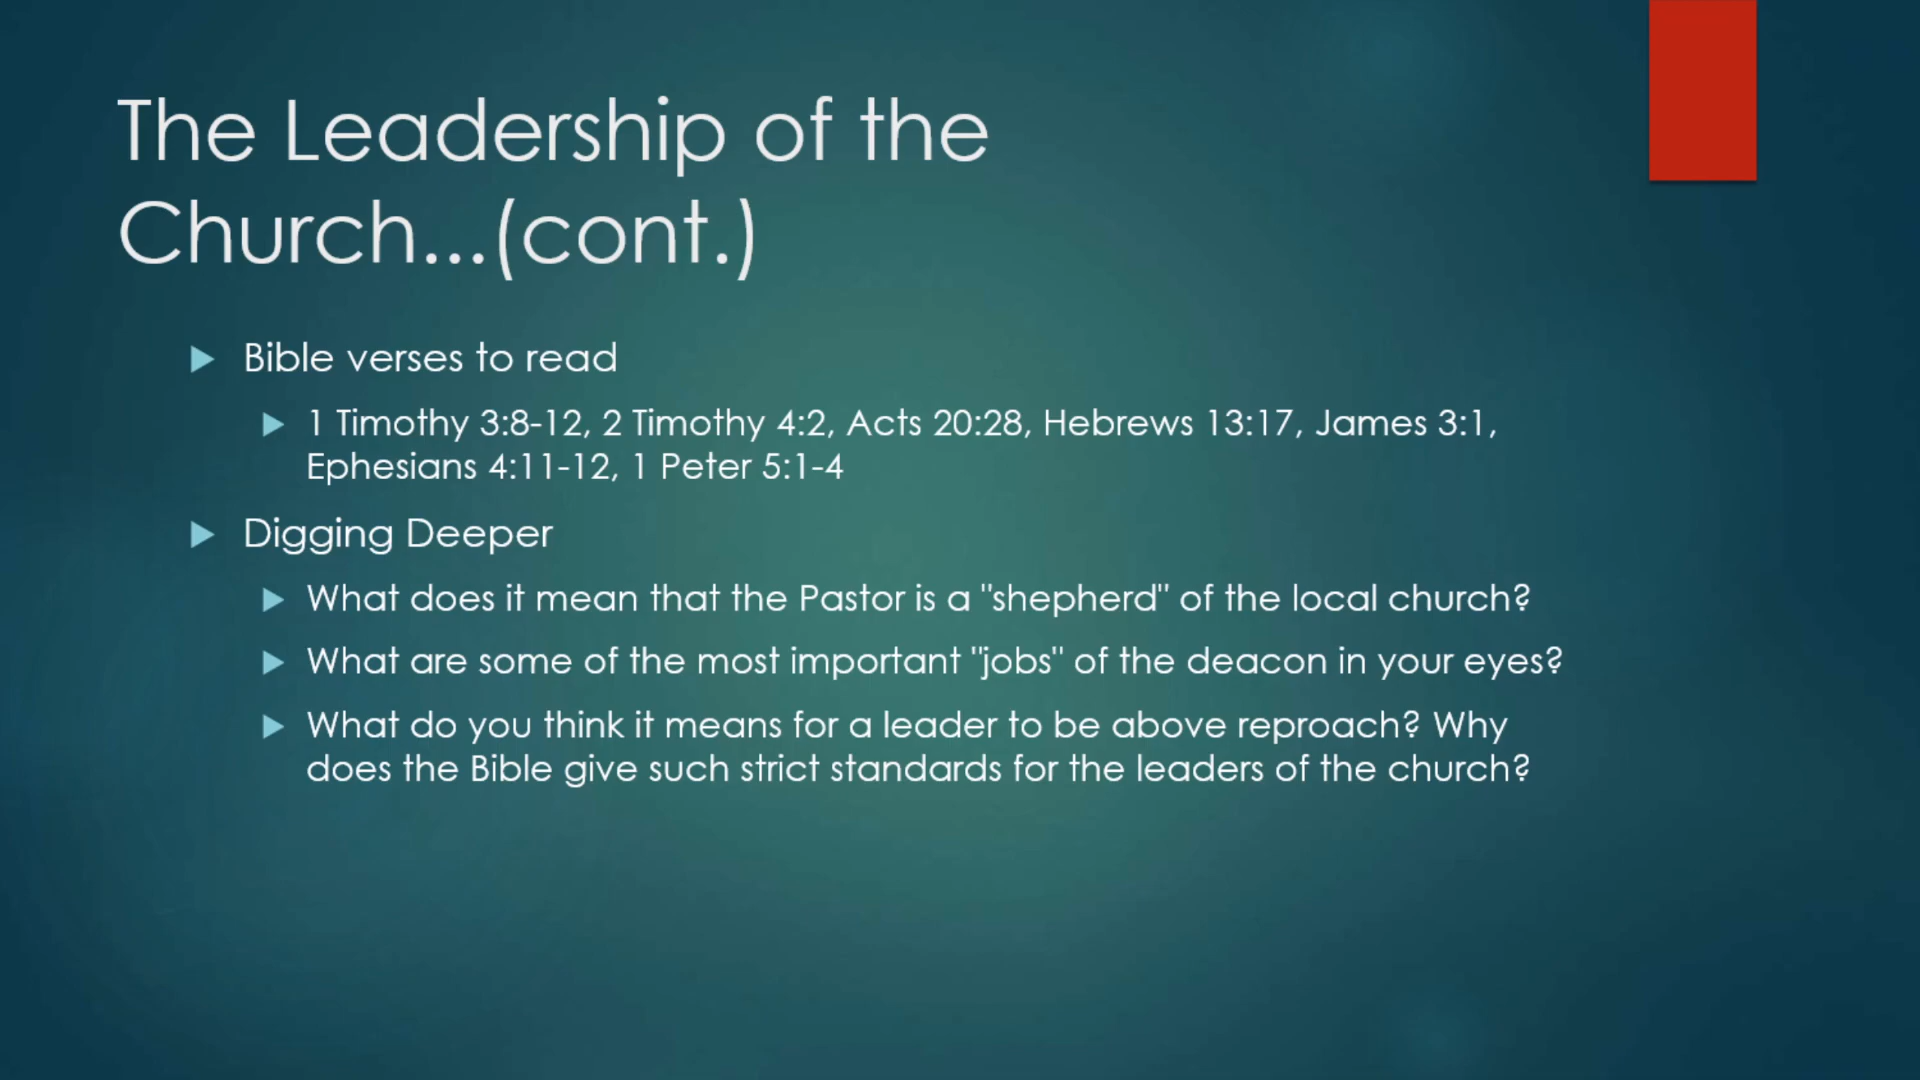 The Leadership of the
Church...(cont.)
Bible verses to read
1 Timothy 3:8-12, 2 Timothy 4:2, Acts 20:28, Hebrews 13:17, James 3:1,
Ephesians 4:11-12, 1 Peter 5:1-4
Digging Deeper
What does it mean that the Pastor is a "shepherd" of the local church?
What are some of the most important "jobs" of the deacon in your eyes?
What do you think it means for a leader to be above reproach? Why
does the Bible give such strict standards for the leaders of the church?